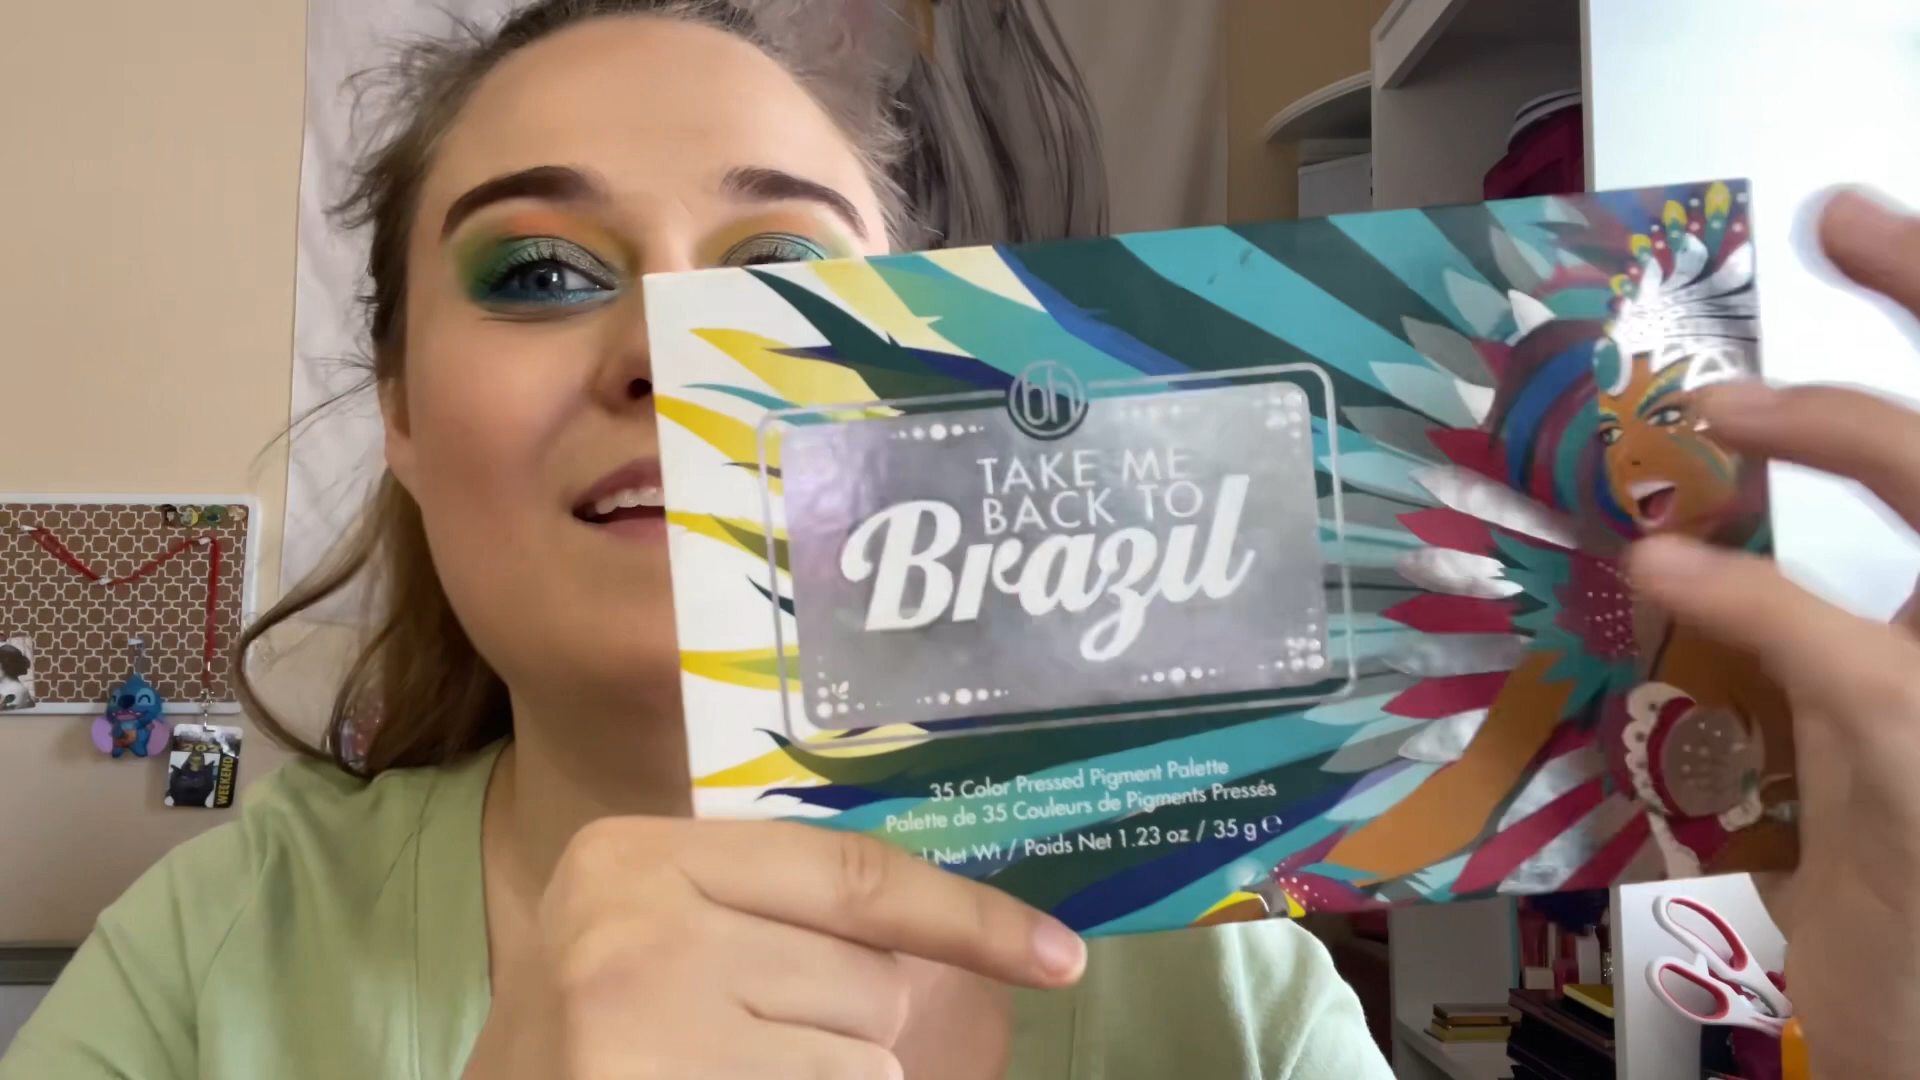 bh
TAKE ME
BACK TO
Brazil
35 Color Pressed Pigment Palette
Palette de 35 Couleurs de Pigments Pressés
Net Wt / Poids Net 1.23 oz / 35 g ℮
WEEKEND